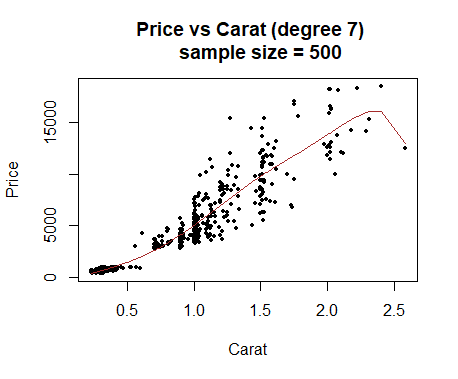 Price vs Carat (degree 7)
sample size = 500
15000
5000
0
Price
0.5 1.0 1.5 2.0 2.5
Carat